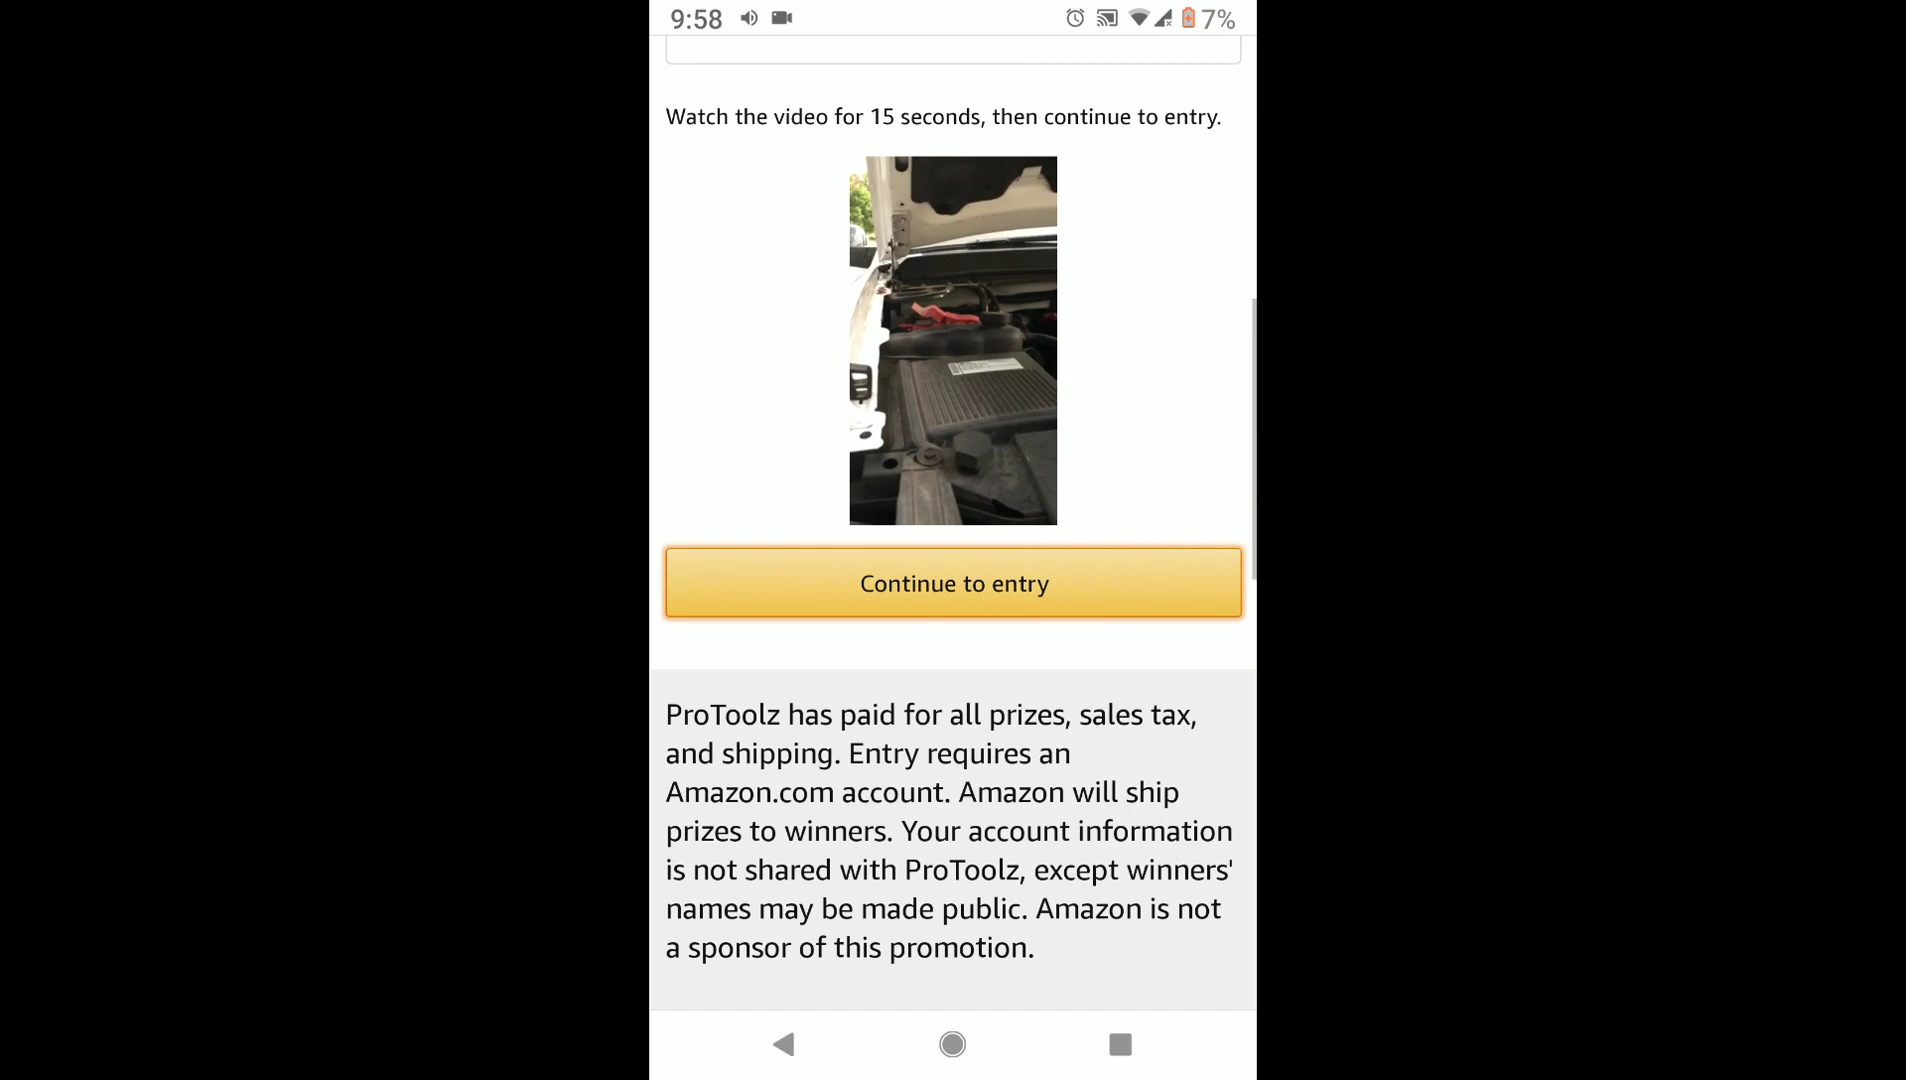 9:58
7%
Watch the video for 15 seconds, then continue to entry.
Continue to entry
ProToolz has paid for all prizes, sales tax,
and shipping. Entry requires an
Amazon.com account. Amazon will ship
prizes to winners. Your account information
is not shared with ProToolz, except winners'
names may be made public. Amazon is not
a sponsor of this promotion.